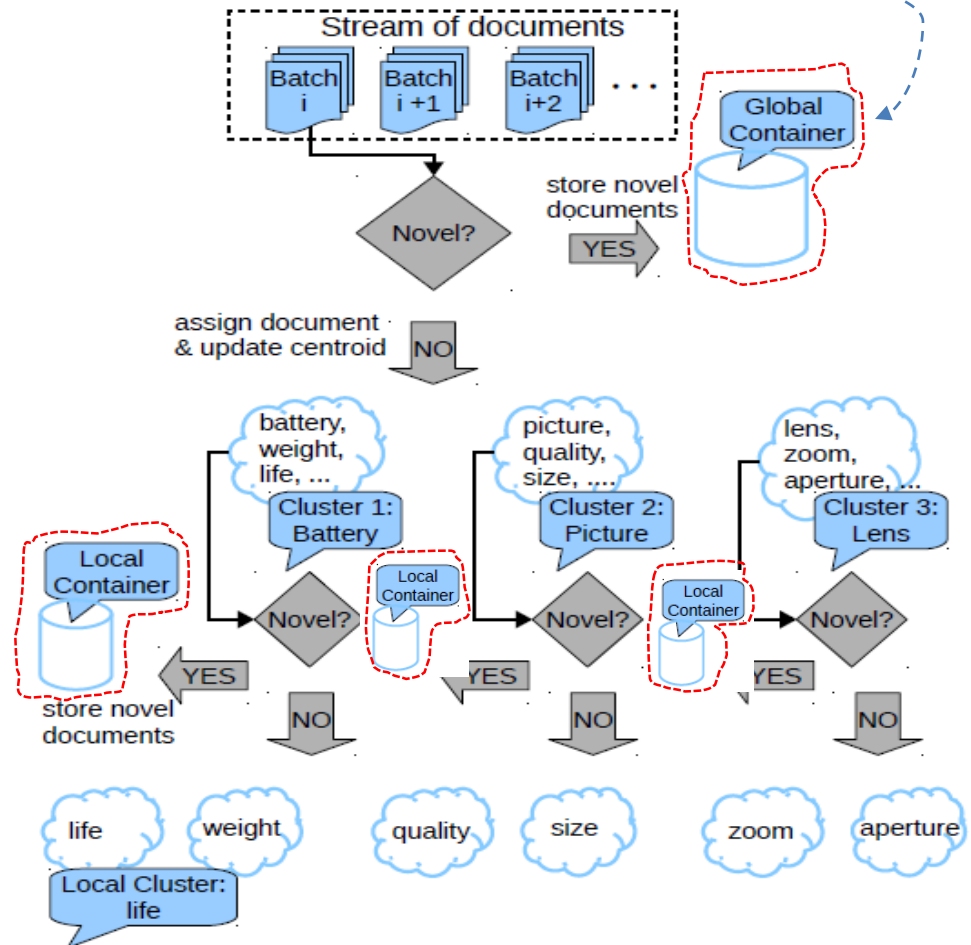 Stream of documents
Batch
i
Batch
i +1
Batch
i+2
...
Global
Container
store novel
documents
Novel?
YES
assign document
& update centroid
NO
battery,
weight,
life, ...
picture,
quality,
size, ....
lens,
zoom,
aperture, ...
Cluster 1:
Battery
Cluster 2:
Picture
Cluster 3:
Lens
Local
Container
Novel?
Local
Container
Novel?
Local
Container
Novel?
YES
YES
YES
store novel
documents
NO
NO
NO
life
weight
quality
size
zoom
aperture
Local Cluster:
life